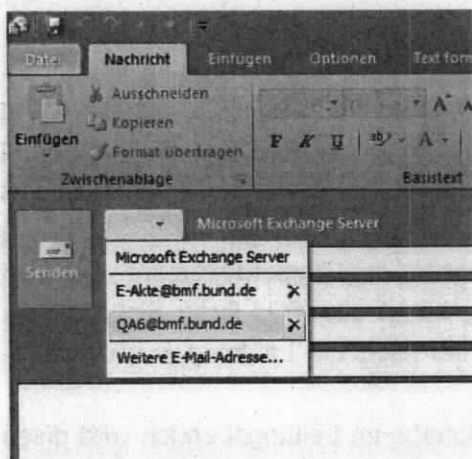 Datei Nachricht Einfügen Optionen Text form
Ausschneiden
Kopieren
Einfügen
Format übertragen
F K U ab A
Zwischenablage Basistext
Microsoft Exchange Server
Senden
Microsoft Exchange Server
E-Akte@bmf.bund.de
QA6@bmf.bund.de
Weitere E-Mail-Adresse...